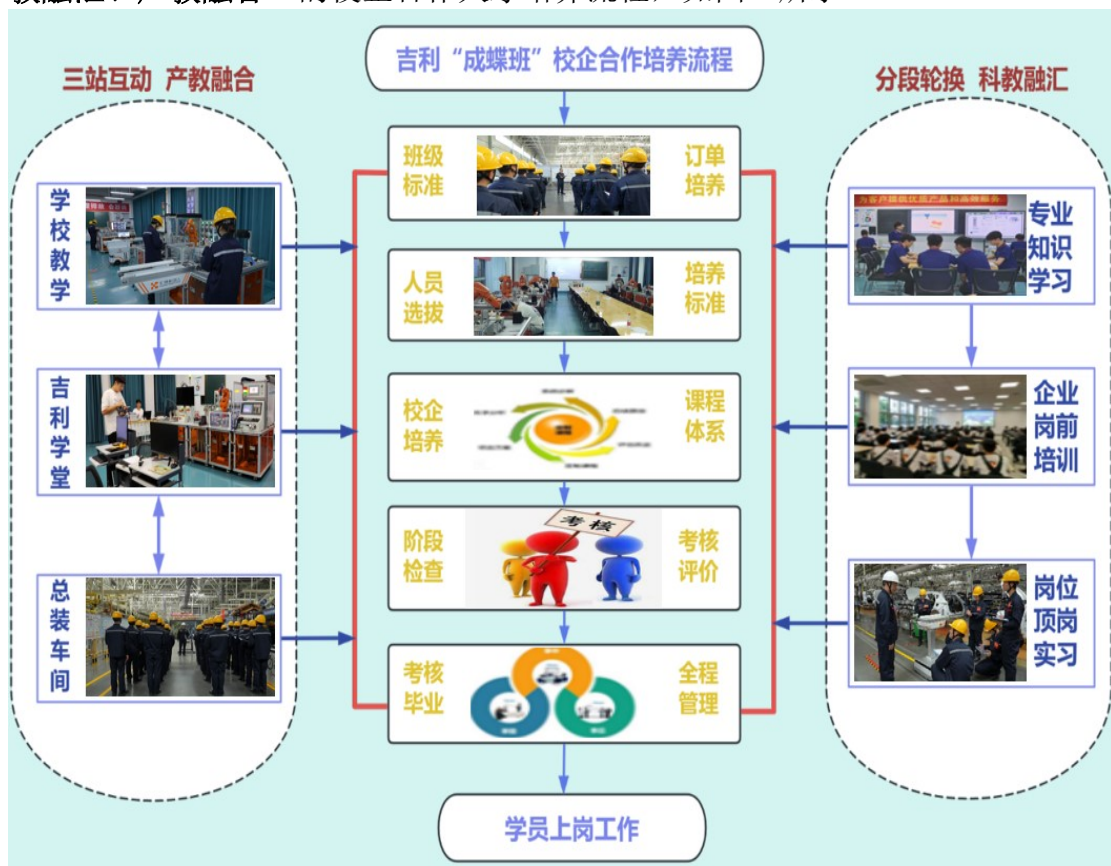 吉利“成蝶班”校企合作培养流程
三站互动 产教融合
分段轮换 科教融汇
学校教学
吉利学堂
总装车间
班级
标准
订单
培养
人员
选拔
培养
标准
校企
培养
课程
体系
阶段
检查
考核
考核
评价
考核
毕业
全程
管理
专业
知识
学习
企业
岗前
培训
岗位
顶岗
实习
学员上岗工作